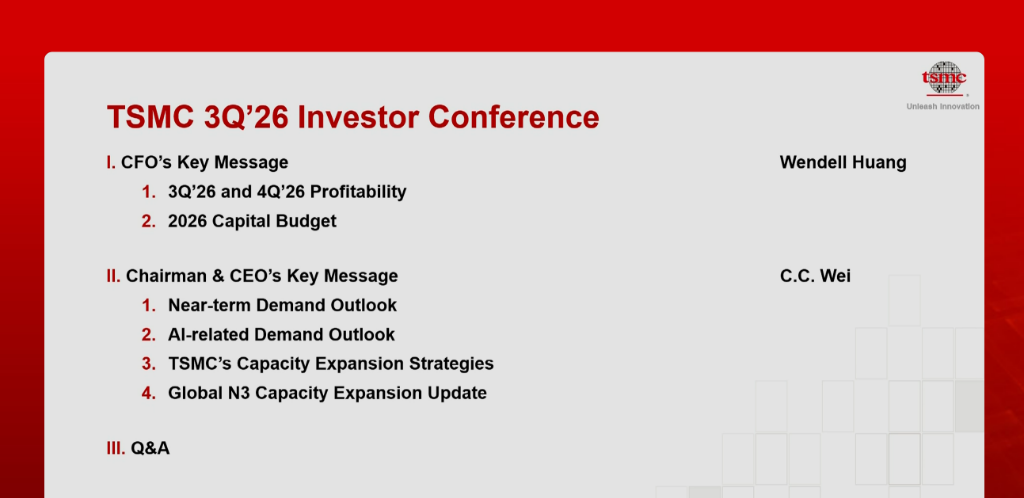 tsmc
Unleash Innovation
TSMC 3Q’26 Investor Conference
I. CFO’s Key Message Wendell Huang
1. 3Q’26 and 4Q’26 Profitability
2. 2026 Capital Budget
II. Chairman & CEO’s Key Message C.C. Wei
1. Near-term Demand Outlook
2. AI-related Demand Outlook
3. TSMC’s Capacity Expansion Strategies
4. Global N3 Capacity Expansion Update
III. Q&A